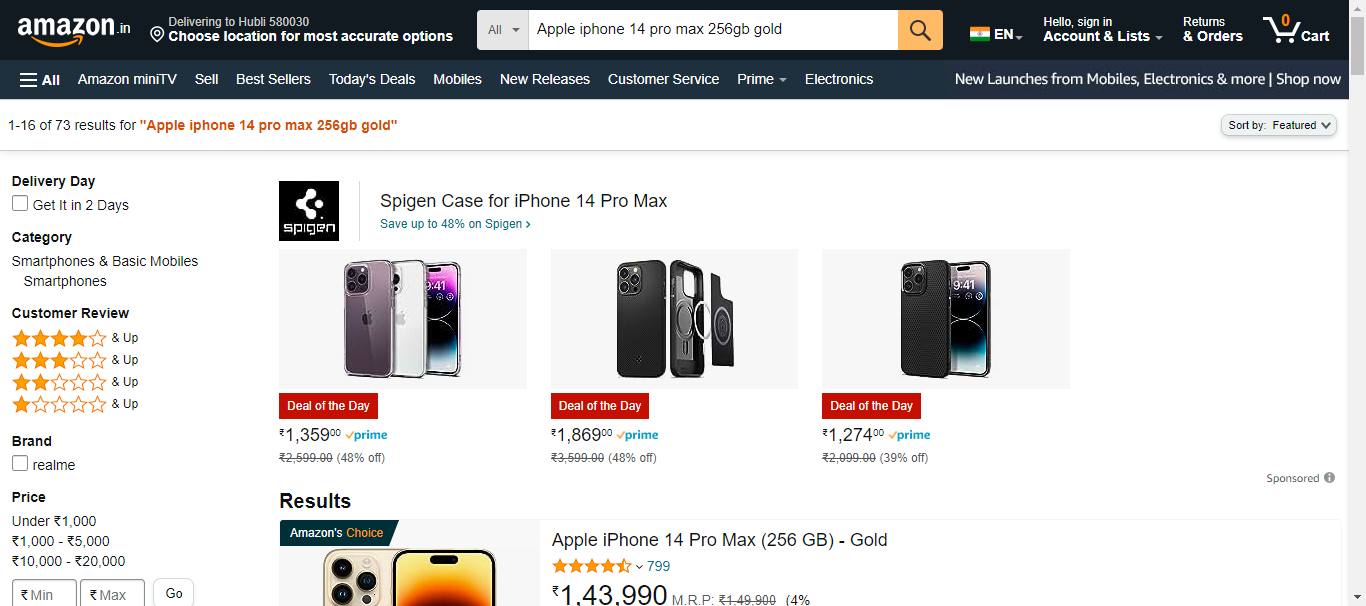 amazon.in
Delivering to Hubli 580030
Choose location for most accurate options
All
Apple iphone 14 pro max 256gb gold
EN
Hello, sign in
Account & Lists
Returns
& Orders
0
Cart
All
Amazon miniTV
Sell
Best Sellers
Today's Deals
Mobiles
New Releases
Customer Service
Prime
Electronics
New Launches from Mobiles, Electronics & more | Shop now
1-16 of 73 results for "Apple iphone 14 pro max 256gb gold"
Sort by: Featured
Delivery Day
Get It in 2 Days
Category
Smartphones & Basic Mobiles
Smartphones
Customer Review
& Up
& Up
& Up
& Up
Brand
realme
Price
Under ₹1,000
₹1,000 - ₹5,000
₹10,000 - ₹20,000
₹ Min
₹ Max
Go
spigen
Spigen Case for iPhone 14 Pro Max
Save up to 48% on Spigen ›
9:41
9:41
Deal of the Day
₹1,35900 prime
₹2,599.00 (48% off)
Deal of the Day
₹1,86900 prime
₹3,599.00 (48% off)
Deal of the Day
₹1,27400 prime
₹2,099.00 (39% off)
Sponsored
Results
Amazon's Choice
Apple iPhone 14 Pro Max (256 GB) - Gold
799
₹1,43,990 M.R.P: ₹1,49,900 (4%